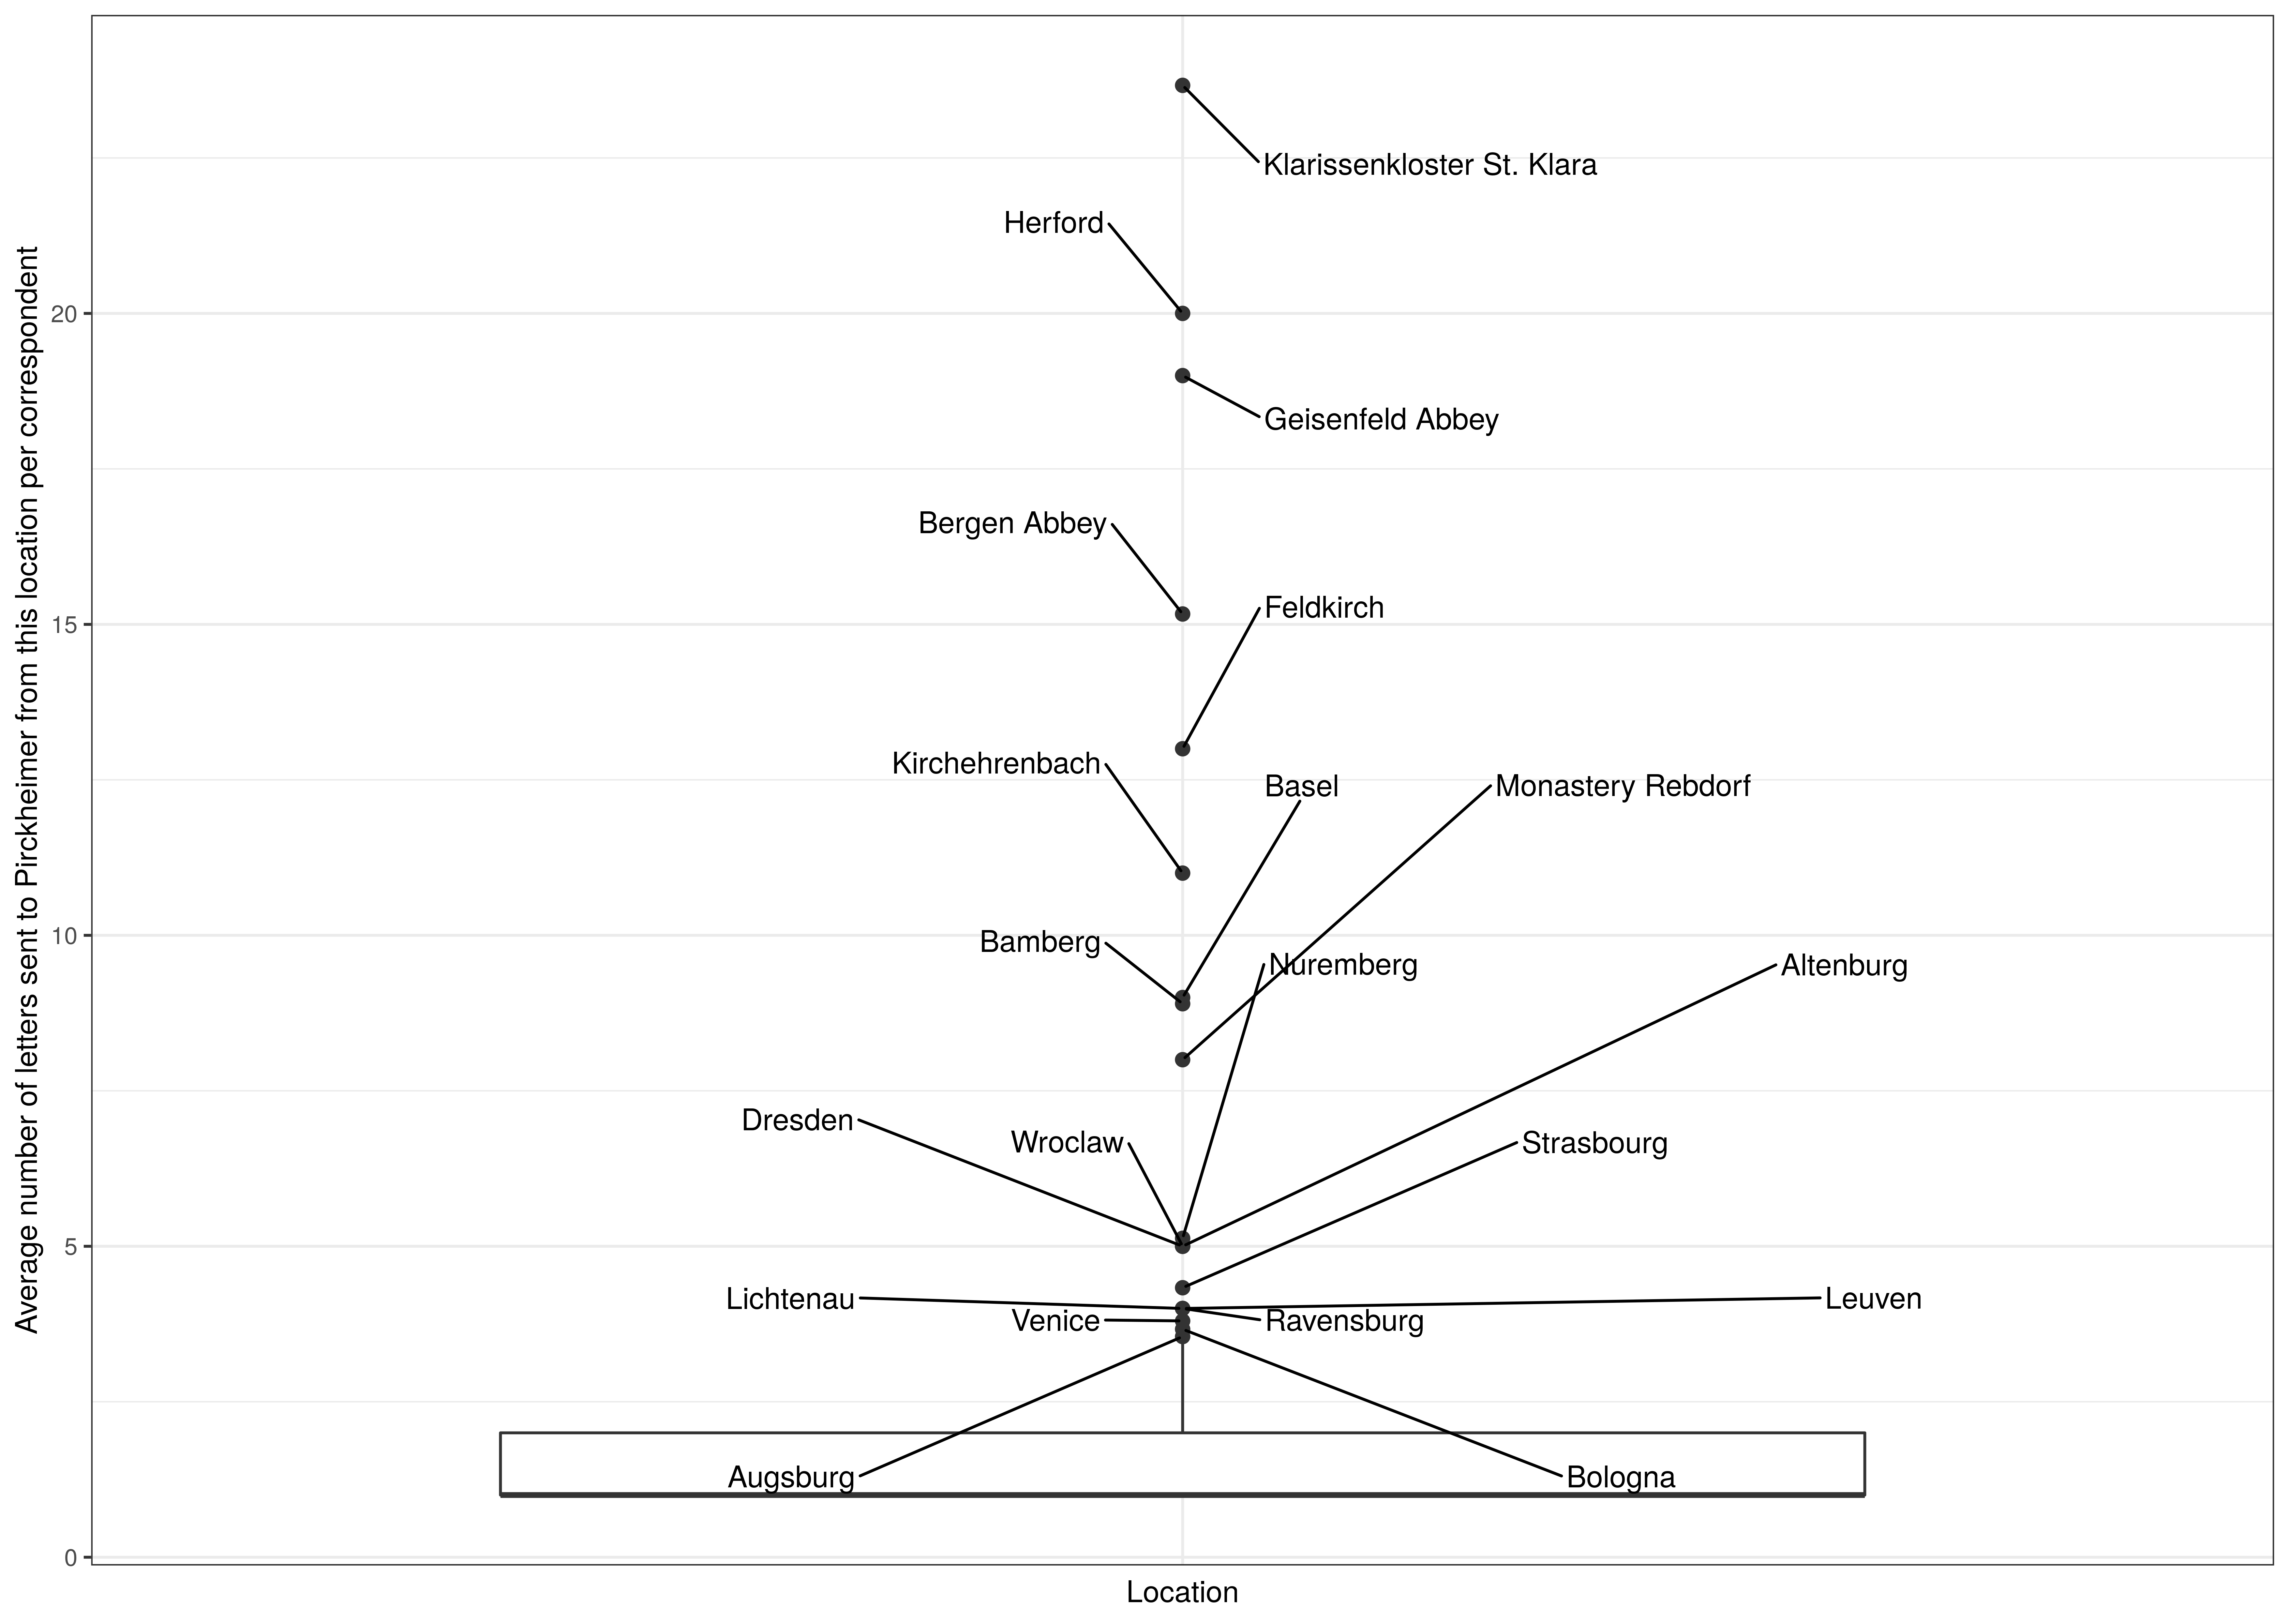 Average number of letters sent to Pirckheimer from this location per correspondent
20
15
10
5
0
Klarissenkloster St. Klara
Herford
Geisenfeld Abbey
Bergen Abbey
Feldkirch
Kirchehrenbach
Basel
Monastery Rebdorf
Bamberg
Nuremberg
Altenburg
Dresden
Wroclaw
Strasbourg
Lichtenau
Leuven
Venice
Ravensburg
Augsburg
Bologna
Location